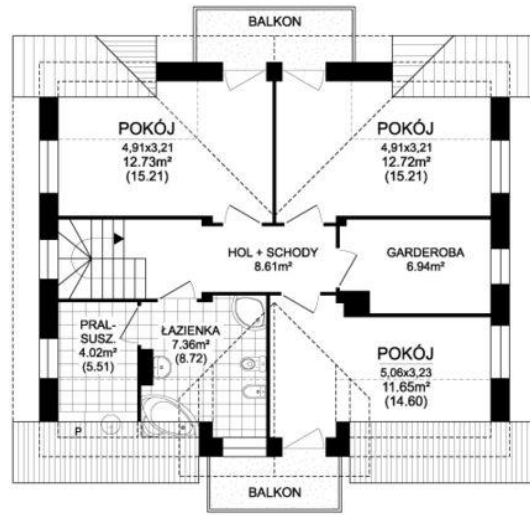 BALKON
POKÓJ
4,91x3,21
12.73m²
(15.21)
POKÓJ
4,91x3,21
12.72m²
(15.21)
HOL + SCHODY
8.61m²
GARDEROBA
6.94m²
PRAL-
SUSZ.
4.02m²
(5.51)
ŁAZIENKA
7.36m²
(8.72)
POKÓJ
5,06x3,23
11.65m²
(14.60)
P
BALKON